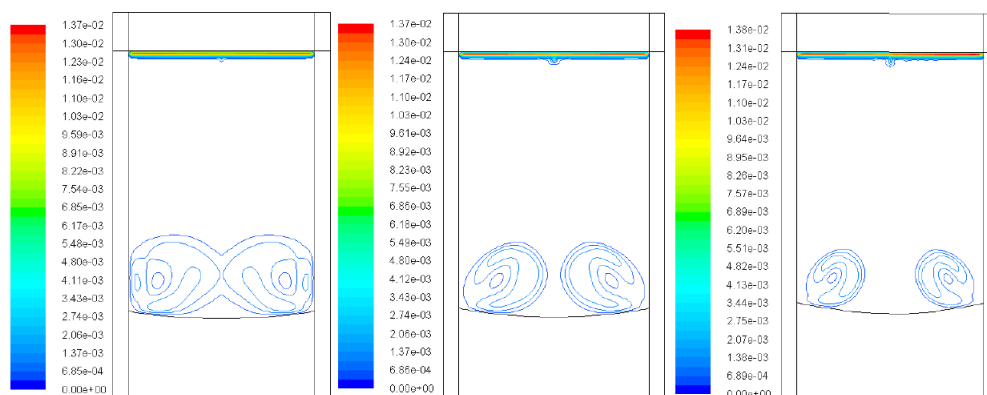 1.37e-02
1.30e-02
1.23e-02
1.16e-02
1.10e-02
1.03e-02
9.59e-03
8.91e-03
8.22e-03
7.54e-03
6.85e-03
6.17e-03
5.48e-03
4.80e-03
4.11e-03
3.43e-03
2.74e-03
2.06e-03
1.37e-03
6.85e-04
0.00e+00
1.37e-02
1.30e-02
1.24e-02
1.17e-02
1.10e-02
1.03e-02
9.61e-03
8.92e-03
8.23e-03
7.55e-03
6.86e-03
6.18e-03
5.49e-03
4.80e-03
4.12e-03
3.43e-03
2.74e-03
2.06e-03
1.37e-03
6.86e-04
0.00e+00
1.38e-02
1.31e-02
1.24e-02
1.17e-02
1.10e-02
1.03e-02
9.64e-03
8.95e-03
8.26e-03
7.57e-03
6.89e-03
6.20e-03
5.51e-03
4.82e-03
4.13e-03
3.44e-03
2.75e-03
2.07e-03
1.38e-03
6.89e-04
0.00e+00